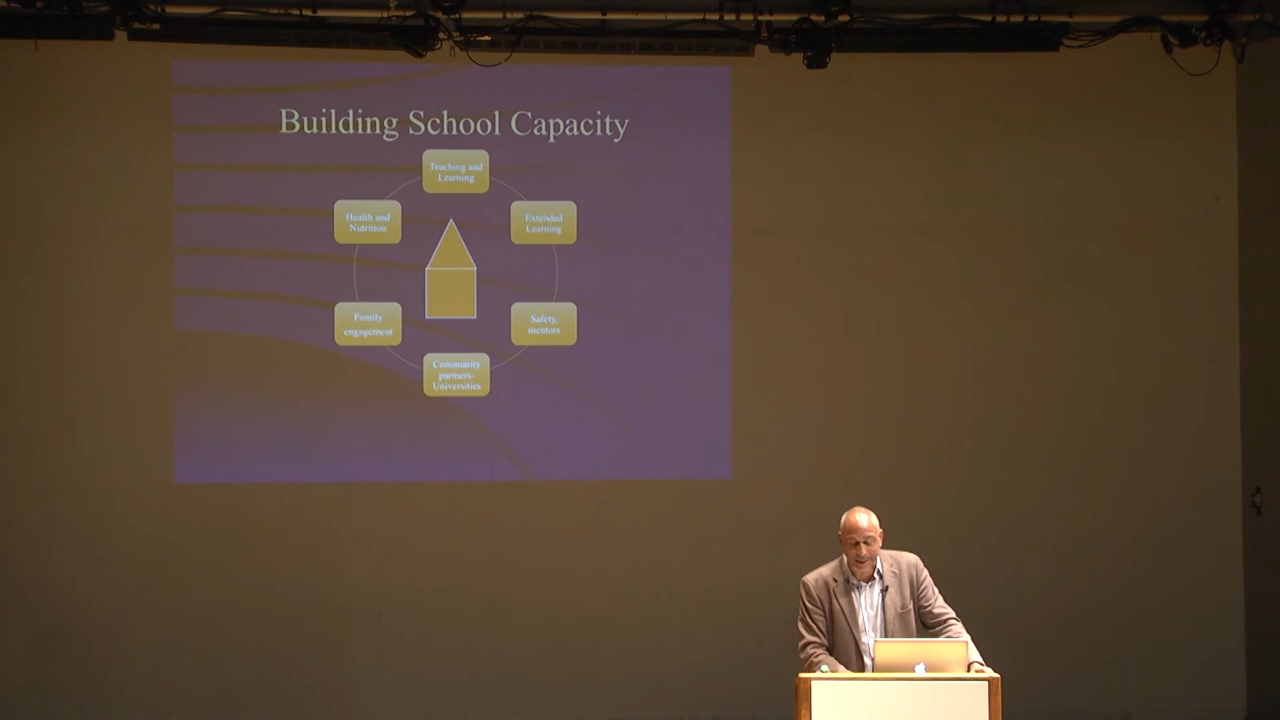 Building School Capacity
Teaching and
Learning
Extended
Learning
Safety,
mentors
Community
partners-
Universities
Family
engagement
Health and
Nutrition